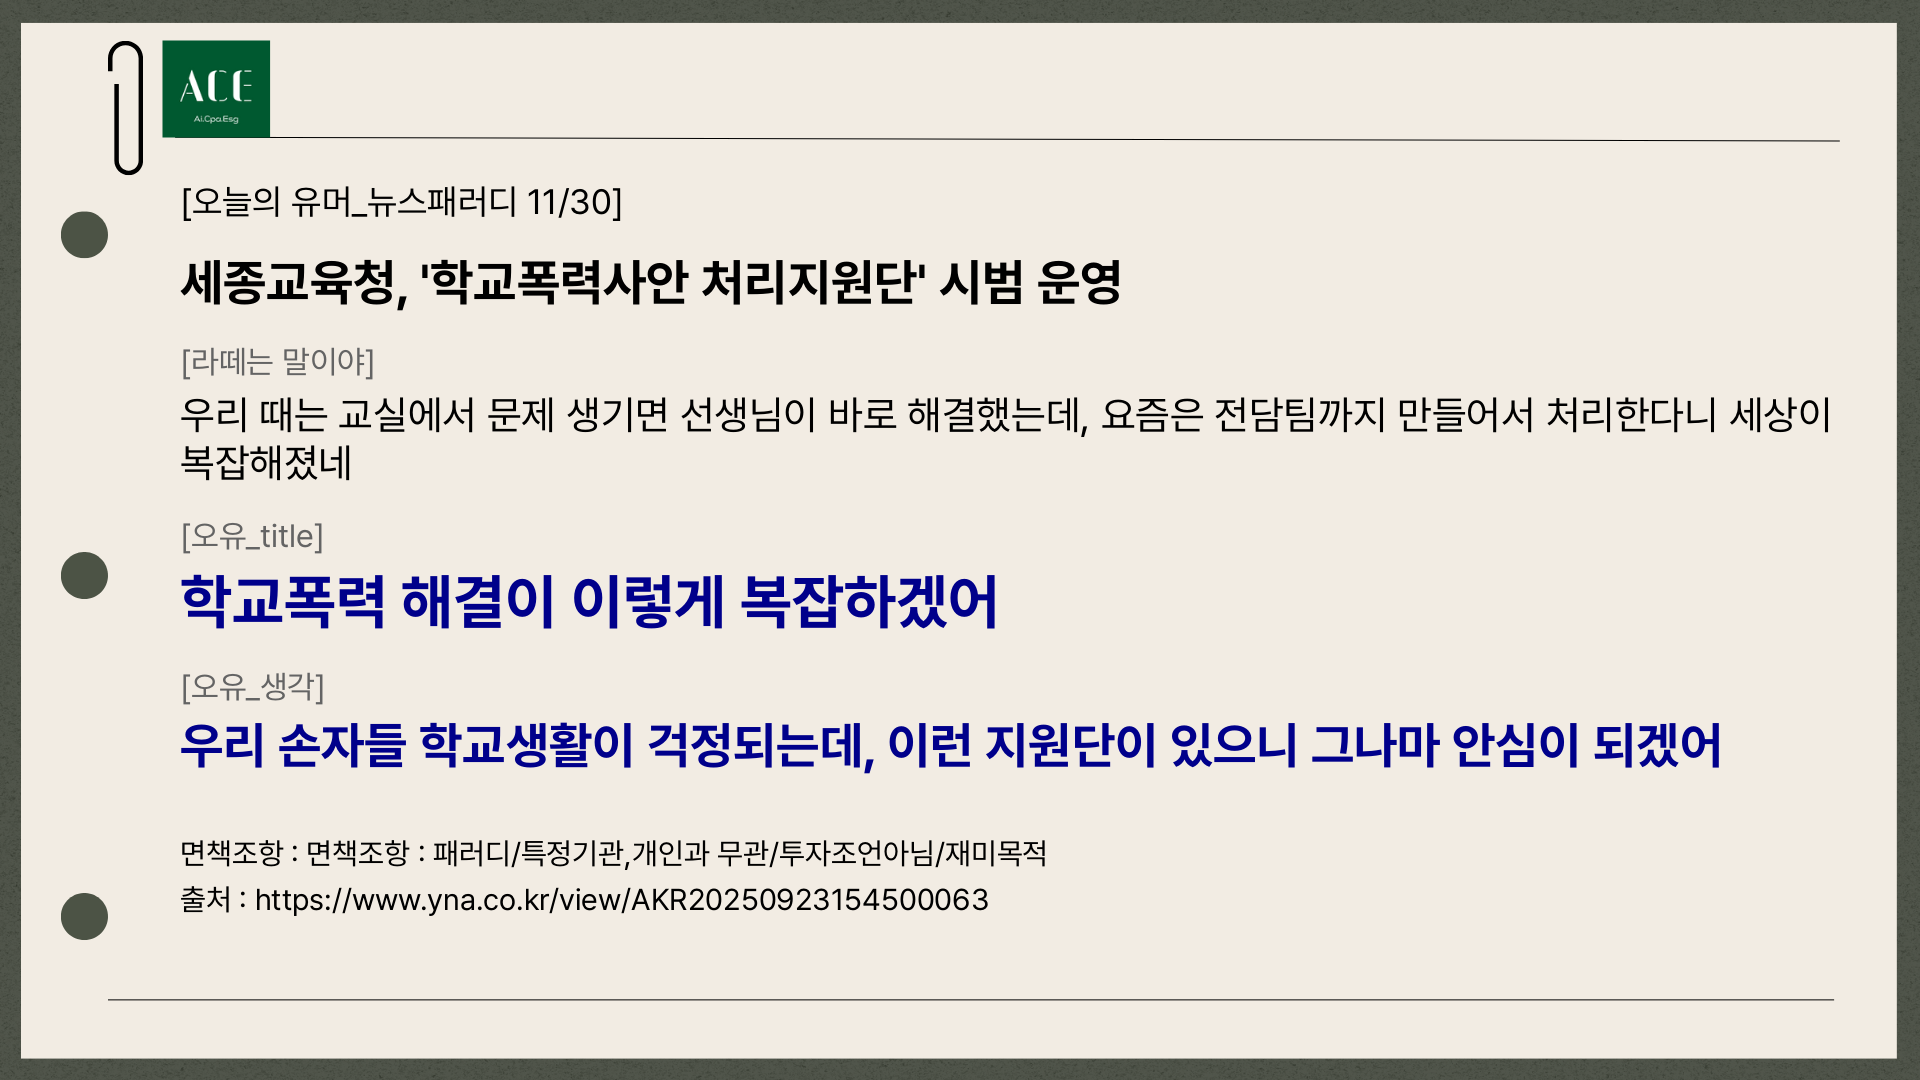 ACE
Ai.Cpa.Esg
[오늘의 유머_뉴스패러디 11/30]
세종교육청, '학교폭력사안 처리지원단' 시범 운영
[라떼는 말이야]
우리 때는 교실에서 문제 생기면 선생님이 바로 해결했는데, 요즘은 전담팀까지 만들어서 처리한다니 세상이
복잡해졌네
[오유_title]
학교폭력 해결이 이렇게 복잡하겠어
[오유_생각]
우리 손자들 학교생활이 걱정되는데, 이런 지원단이 있으니 그나마 안심이 되겠어
면책조항 : 면책조항 : 패러디/특정기관,개인과 무관/투자조언아님/재미목적
출처 : https://www.yna.co.kr/view/AKR20250923154500063